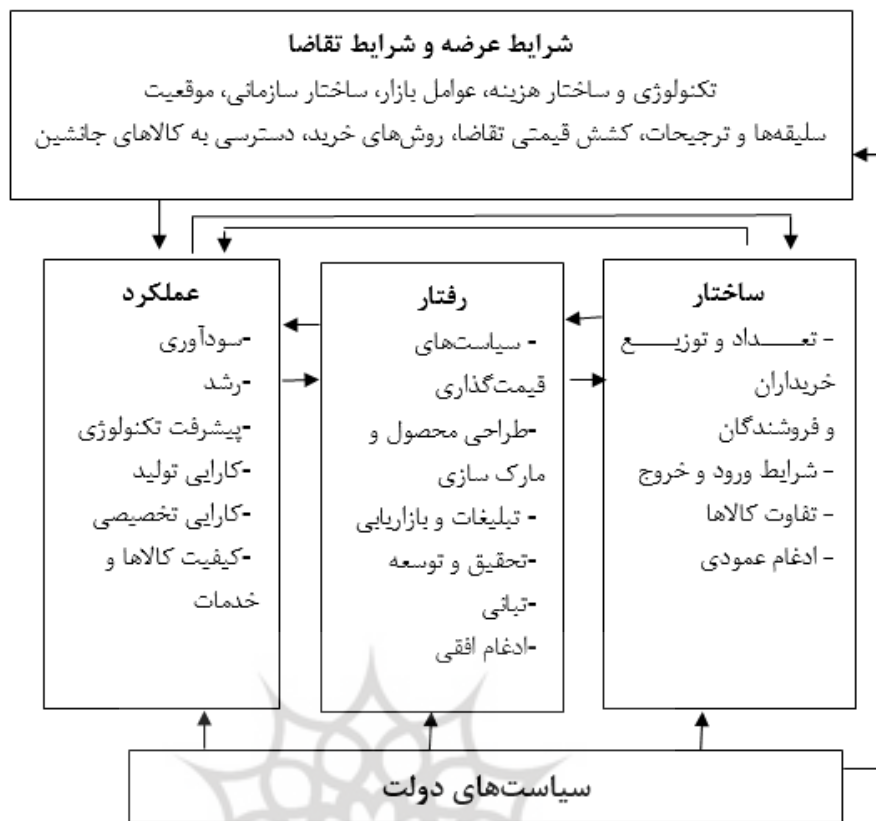 شرایط عرضه و شرایط تقاضا
تکنولوژی و ساختار هزینه، عوامل بازار، ساختار سازمانی، موقعیت
سلیقه‌ها و ترجیحات، کشش قیمتی تقاضا، روش‌های خرید، دسترسی به کالاهای جانشین
ساختار
- تعـــــداد و توزیـــــع
خریداران
و فروشندگان
- شرایط ورود و خروج
- تفاوت کالاها
- ادغام عمودی
رفتار
- سیاست‌های
قیمت‌گذاری
-طراحی محصول و
مارک سازی
- تبلیغات و بازاریابی
-تحقیق و توسعه
-تبانی
-ادغام افقی
عملکرد
-سودآوری
-رشد
-پیشرفت تکنولوژی
-کارایی تولید
-کارایی تخصیصی
-کیفیت کالاها و
خدمات
سیاست‌های دولت